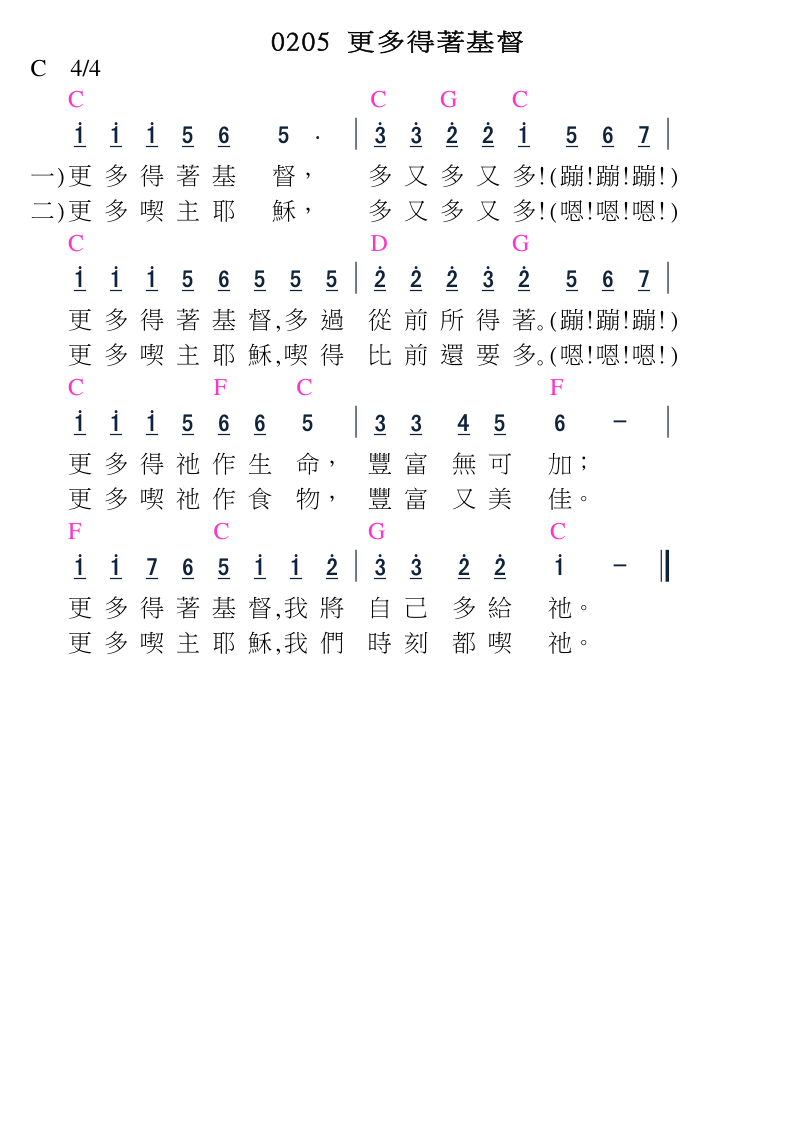 0205 更多得著基督
C 4/4
C C G C
1̲̇ 1̲̇ 1̲̇ 5̲ 6̲ 5 . | 3̲̇ 3̲̇ 2̲̇ 2̲̇ 1̲̇ 5̲ 6̲ 7̲ |
一)更多得著基督，多又多又多!(蹦!蹦!蹦!)
二)更多喫主耶穌，多又多又多!(嗯!嗯!嗯!)
C D G
1̲̇ 1̲̇ 1̲̇ 5̲ 6̲ 5̲ 5̲ 5̲ | 2̲̇ 2̲̇ 2̲̇ 3̲̇ 2̲̇ 5̲ 6̲ 7̲ |
更多得著基督,多過從前所得著。(蹦!蹦!蹦!)
更多喫主耶穌,喫得比前還要多。(嗯!嗯!嗯!)
C F C F
1̲̇ 1̲̇ 1̲̇ 5̲ 6̲ 6̲ 5 | 3̲ 3̲ 4̲ 5̲ 6 － |
更多得祂作生命，豐富無可加；
更多喫祂作食物，豐富又美佳。
F C G C
1̲̇ 1̲̇ 7̲ 6̲ 5̲ 1̲̇ 1̲̇ 2̲̇ | 3̲̇ 3̲̇ 2̲̇ 2̲̇ 1̇ － ‖
更多得著基督,我將自己多給祂。
更多喫主耶穌,我們時刻都喫祂。